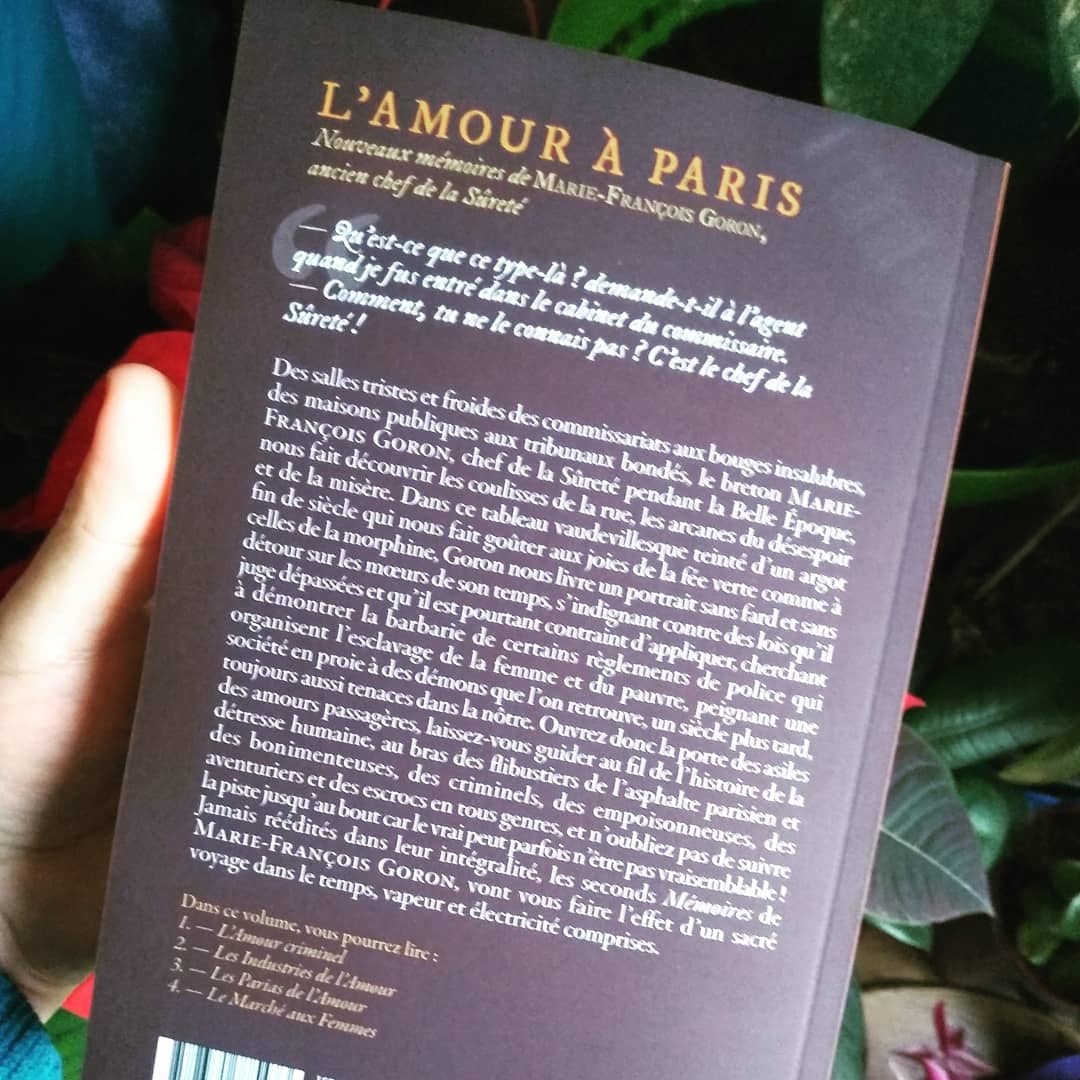 L'AMOUR À PARIS
Nouveaux mémoires de MARIE-FRANÇOIS GORON,
ancien chef de la Sûreté
— Qu'est-ce que ce type-là ? demande-t-il à l'agent
quand je fus entré dans le cabinet du commissaire.
— Comment, tu ne le connais pas ? C'est le chef de la
Sûreté !
Des salles tristes et froides des commissariats aux bouges insalubres,
des maisons publiques aux tribunaux bondés, le breton MARIE-
FRANÇOIS GORON, chef de la Sûreté pendant la Belle Époque,
nous fait découvrir les coulisses de la rue, les arcanes du désespoir
et de la misère. Dans ce tableau vaudevillesque teinté d'un argot
fin de siècle qui nous fait goûter aux joies de la fée verte comme à
celles de la morphine, Goron nous livre un portrait sans fard et sans
détour sur les mœurs de son temps, s'indignant contre des lois qu'il
juge dépassées et qu'il est pourtant contraint d'appliquer, cherchant
à démontrer la barbarie de certains règlements de police qui
organisent l'esclavage de la femme et du pauvre, peignant une
société en proie à des démons que l'on retrouve, un siècle plus tard,
toujours aussi tenaces dans la nôtre. Ouvrez donc la porte des asiles
des amours passagères, laissez-vous guider au fil de l'histoire de la
détresse humaine, au bras des flibustiers de l'asphalte parisien et
des bonimenteuses, des criminels, des empoisonneuses, des
aventuriers et des escrocs en tous genres, et n'oubliez pas de suivre
la piste jusqu'au bout car le vrai peut parfois n'être pas vraisemblable !
Jamais réédités dans leur intégralité, les seconds Mémoires de
MARIE-FRANÇOIS GORON, vont vous faire l'effet d'un sacré
voyage dans le temps, vapeur et électricité comprises.
Dans ce volume, vous pourrez lire :
1. — L'Amour criminel
2. — Les Industries de l'Amour
3. — Les Parias de l'Amour
4. — Le Marché aux Femmes